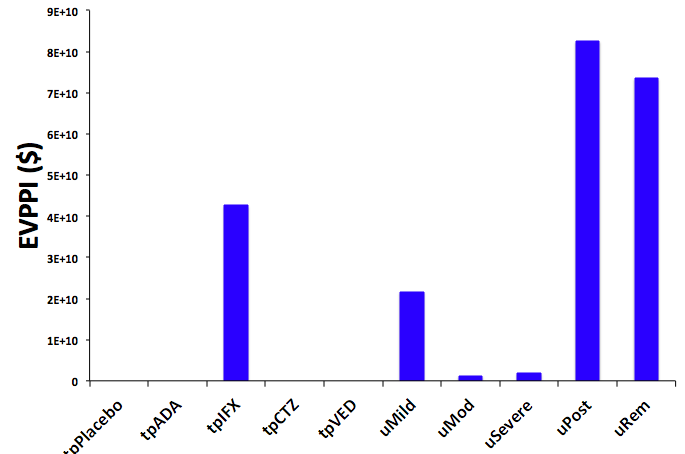 9E+10
8E+10
7E+10
6E+10
5E+10
4E+10
3E+10
2E+10
1E+10
0
EVPPI ($)
tpPlacebo
tpADA
tpIFX
tpCTZ
tpVED
uMild
uMod
uSevere
uPost
uRem